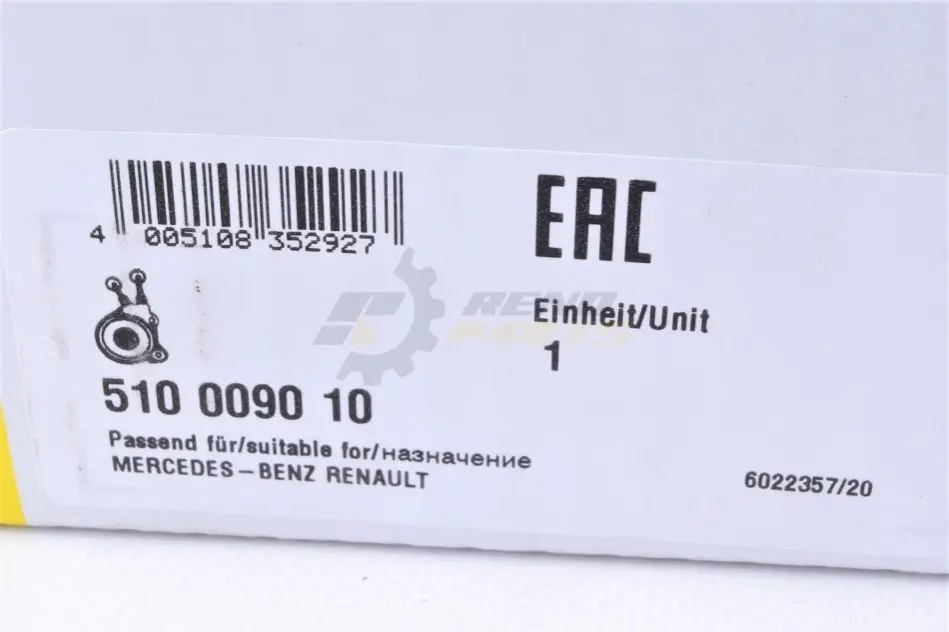 EAC
4 005108 352927
RENO
PARTS
Einheit/Unit
1
510 0090 10
Passend für/suitable for/назначение
MERCEDES-BENZ RENAULT
6022357/20